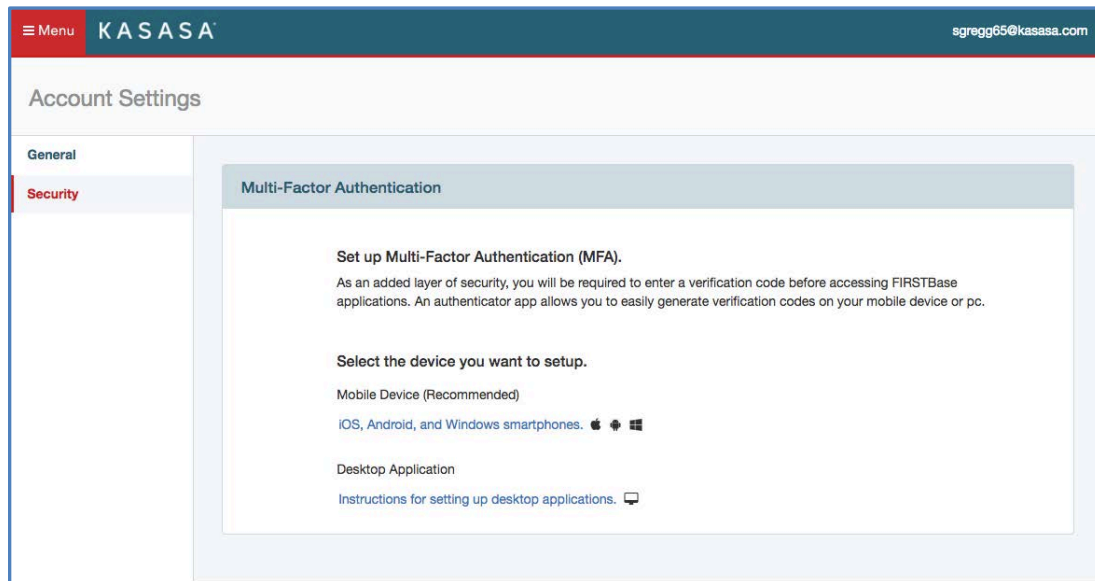 Menu KASASA sgregg65@kasasa.com
Account Settings
General
Security
Multi-Factor Authentication
Set up Multi-Factor Authentication (MFA).
As an added layer of security, you will be required to enter a verification code before accessing FIRSTBase
applications. An authenticator app allows you to easily generate verification codes on your mobile device or pc.
Select the device you want to setup.
Mobile Device (Recommended)
iOS, Android, and Windows smartphones.
Desktop Application
Instructions for setting up desktop applications.